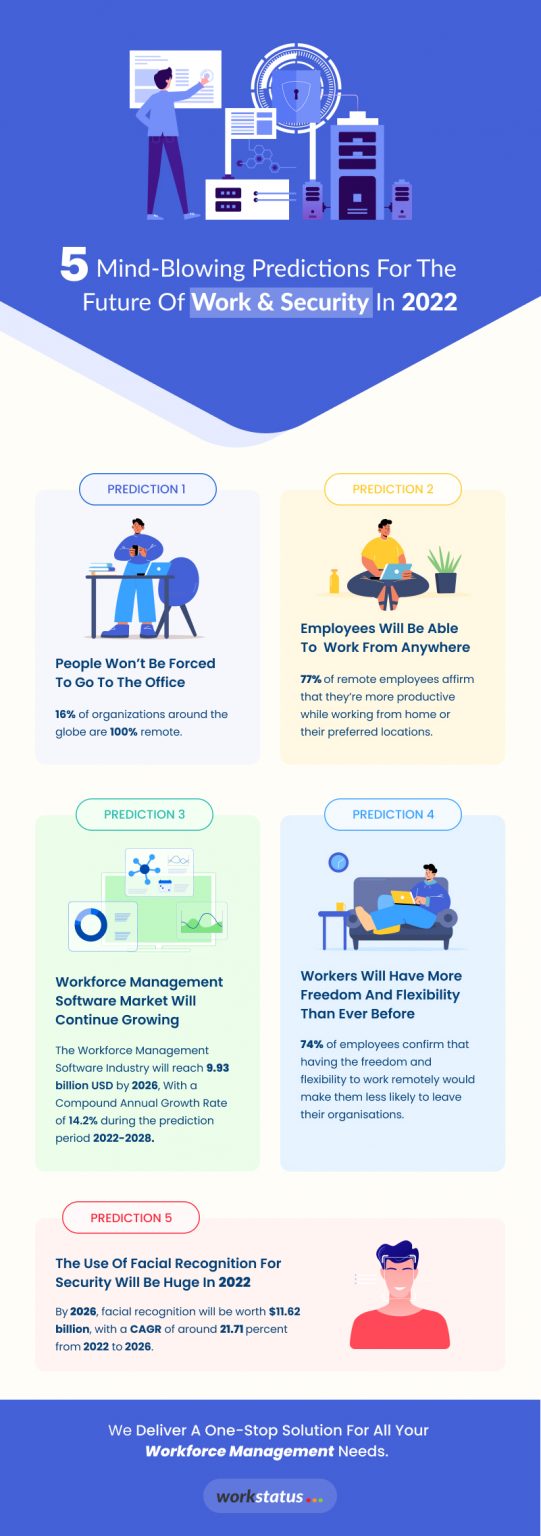 5 Mind-Blowing Predictions For The
Future Of Work & Security In 2022
PREDICTION 1
People Won't Be Forced
To Go To The Office
16% of organizations around the
globe are 100% remote.
PREDICTION 2
Employees Will Be Able
To Work From Anywhere
77% of remote employees affirm
that they're more productive
while working from home or
their preferred locations.
PREDICTION 3
Workforce Management
Software Market Will
Continue Growing
The Workforce Management
Software Industry will reach 9.93
billion USD by 2026, With a
Compound Annual Growth Rate
of 14.2% during the prediction
period 2022-2028.
PREDICTION 4
Workers Will Have More
Freedom And Flexibility
Than Ever Before
74% of employees confirm that
having the freedom and
flexibility to work remotely would
make them less likely to leave
their organisations.
PREDICTION 5
The Use Of Facial Recognition For
Security Will Be Huge In 2022
By 2026, facial recognition will be worth $11.62
billion, with a CAGR of around 21.71 percent
from 2022 to 2026.
We Deliver A One-Stop Solution For All Your
Workforce Management Needs.
workstatus...